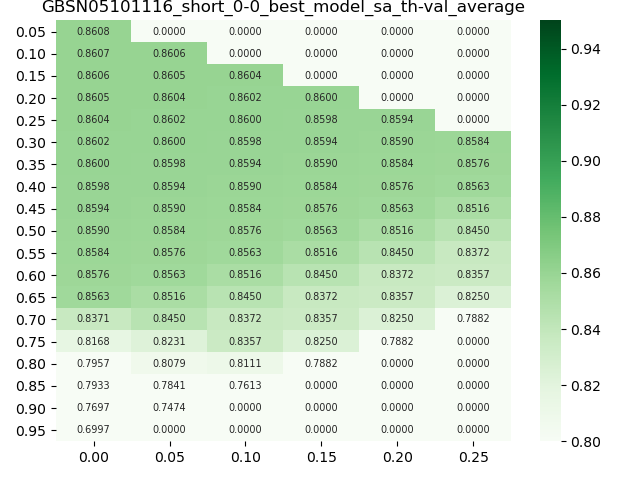 GBSN05101116_short_0-0_best_model_sa_th-val_average
0.05 0.8608 0.0000 0.0000 0.0000 0.0000 0.0000
0.10 0.8607 0.8606 0.0000 0.0000 0.0000 0.0000
0.15 0.8606 0.8605 0.8604 0.0000 0.0000 0.0000
0.20 0.8605 0.8604 0.8602 0.8600 0.0000 0.0000
0.25 0.8604 0.8602 0.8600 0.8598 0.8594 0.0000
0.30 0.8602 0.8600 0.8598 0.8594 0.8590 0.8584
0.35 0.8600 0.8598 0.8594 0.8590 0.8584 0.8576
0.40 0.8598 0.8594 0.8590 0.8584 0.8576 0.8563
0.45 0.8594 0.8590 0.8584 0.8576 0.8563 0.8516
0.50 0.8590 0.8584 0.8576 0.8563 0.8516 0.8450
0.55 0.8584 0.8576 0.8563 0.8516 0.8450 0.8372
0.60 0.8576 0.8563 0.8516 0.8450 0.8372 0.8357
0.65 0.8563 0.8516 0.8450 0.8372 0.8357 0.8250
0.70 0.8371 0.8450 0.8372 0.8357 0.8250 0.7882
0.75 0.8168 0.8231 0.8357 0.8250 0.7882 0.0000
0.80 0.7957 0.8079 0.8111 0.7882 0.0000 0.0000
0.85 0.7933 0.7841 0.7613 0.0000 0.0000 0.0000
0.90 0.7697 0.7474 0.0000 0.0000 0.0000 0.0000
0.95 0.6997 0.0000 0.0000 0.0000 0.0000 0.0000
0.00 0.05 0.10 0.15 0.20 0.25
0.94
0.92
0.90
0.88
0.86
0.84
0.82
0.80